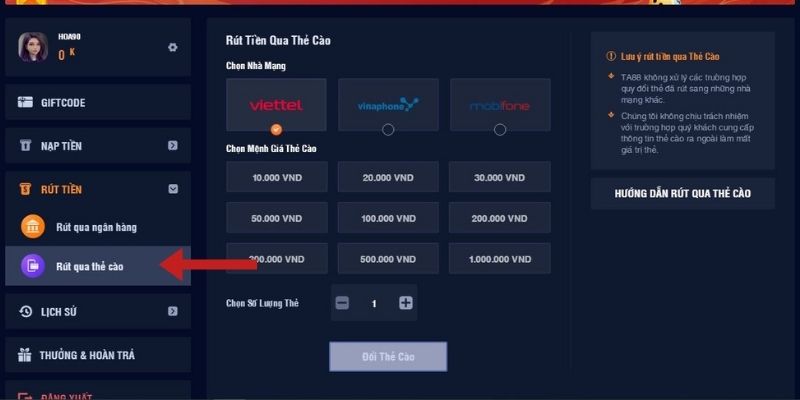 HOA90
0 K
GIFTCODE
NẠP TIỀN
RÚT TIỀN
Rút qua ngân hàng
Rút qua thẻ cào
LỊCH SỬ
THƯỞNG & HOÀN TRẢ
ĐĂNG XUẤT
Rút Tiền Qua Thẻ Cào
Chọn Nhà Mạng
viettel
vinaphone
mobifone
Chọn Mệnh Giá Thẻ Cào
10.000 VND
20.000 VND
30.000 VND
50.000 VND
100.000 VND
200.000 VND
300.000 VND
500.000 VND
1.000.000 VND
Chọn Số Lượng Thẻ
1
Đổi Thẻ Cào
Lưu ý rút tiền qua Thẻ Cào
TA88 không xử lý các trường hợp
quy đổi thẻ đã rút sang những nhà
mạng khác.
Chúng tôi không chịu trách nhiệm
với trường hợp quý khách cung cấp
thông tin thẻ cào ra ngoài làm mất
giá trị thẻ.
HƯỚNG DẪN RÚT QUA THẺ CÀO